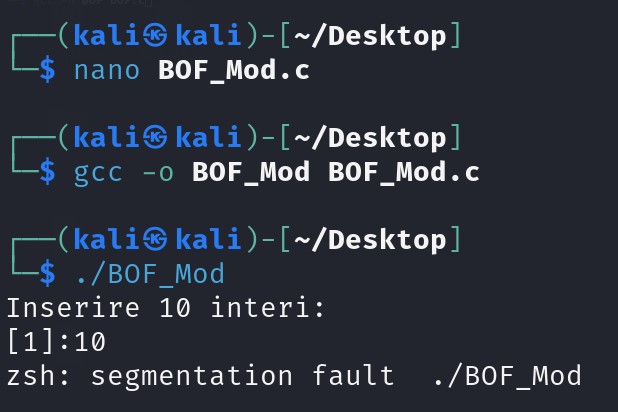 ┌──(kali㉿kali)-[~/Desktop]
└─$ nano BOF_Mod.c
┌──(kali㉿kali)-[~/Desktop]
└─$ gcc -o BOF_Mod BOF_Mod.c
┌──(kali㉿kali)-[~/Desktop]
└─$ ./BOF_Mod
Inserire 10 interi:
[1]:10
zsh: segmentation fault  ./BOF_Mod